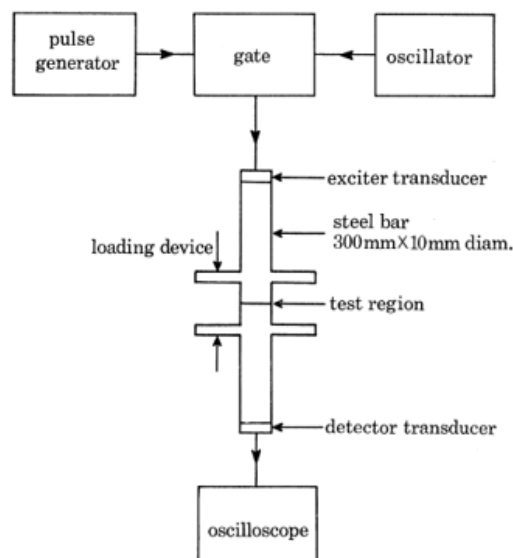 pulse
generator
gate
oscillator
exciter transducer
steel bar
300mm×10mm diam.
loading device
test region
detector transducer
oscilloscope